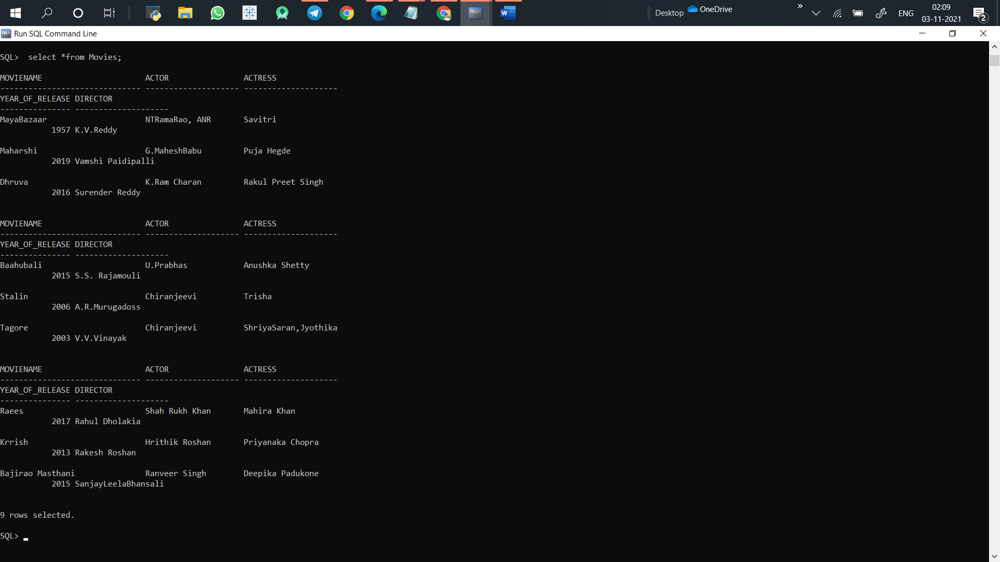 Desktop OneDrive » ENG 02:09
03-11-2021 2
Run SQL Command Line
SQL>  select *from Movies;
MOVIENAME                      ACTOR                ACTRESS
------------------------------ -------------------- --------------------
YEAR_OF_RELEASE DIRECTOR
--------------- --------------------
MayaBazaar                     NTRamaRao, ANR       Savitri
           1957 K.V.Reddy
Maharshi                       G.MaheshBabu         Puja Hegde
           2019 Vamshi Paidipalli
Dhruva                         K.Ram Charan         Rakul Preet Singh
           2016 Surender Reddy
MOVIENAME                      ACTOR                ACTRESS
------------------------------ -------------------- --------------------
YEAR_OF_RELEASE DIRECTOR
--------------- --------------------
Baahubali                      U.Prabhas            Anushka Shetty
           2015 S.S. Rajamouli
Stalin                         Chiranjeevi          Trisha
           2006 A.R.Murugadoss
Tagore                         Chiranjeevi          ShriyaSaran,Jyothika
           2003 V.V.Vinayak
MOVIENAME                      ACTOR                ACTRESS
------------------------------ -------------------- --------------------
YEAR_OF_RELEASE DIRECTOR
--------------- --------------------
Raees                          Shah Rukh Khan       Mahira Khan
           2017 Rahul Dholakia
Krrish                         Hrithik Roshan       Priyanaka Chopra
           2013 Rakesh Roshan
Bajirao Masthani               Ranveer Singh        Deepika Padukone
           2015 SanjayLeelaBhansali
9 rows selected.
SQL>